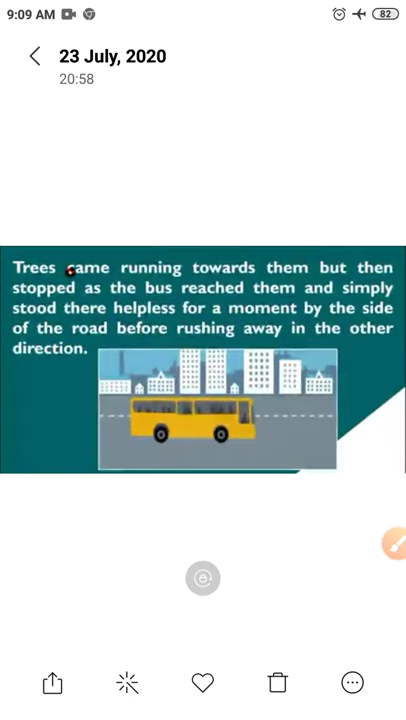 9:09 AM
82
23 July, 2020
20:58
Trees came running towards them but then
stopped as the bus reached them and simply
stood there helpless for a moment by the side
of the road before rushing away in the other
direction.